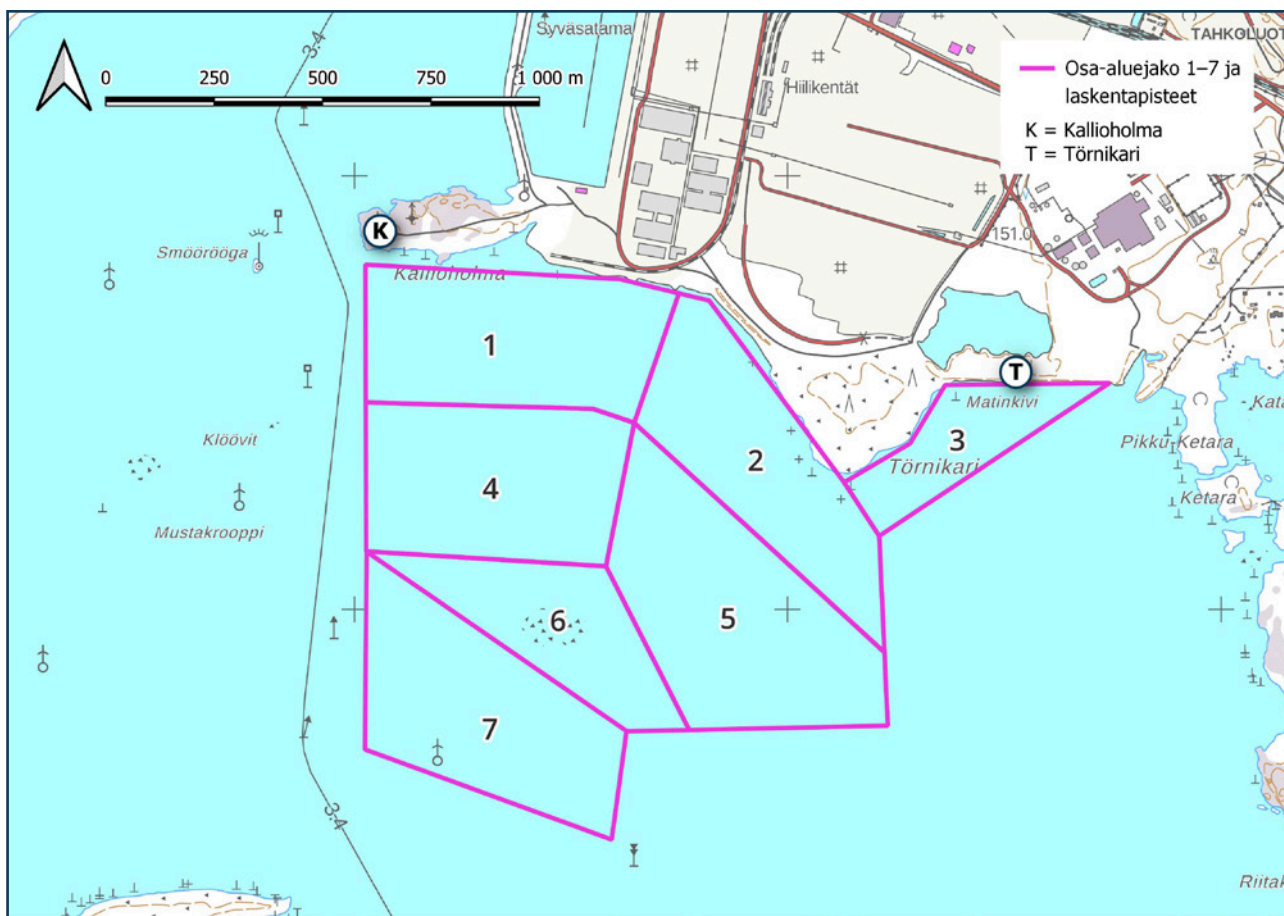 Syväsatama
3.4
0 250 500 750 1 000 m
TAHKOLUOT
Osa-aluejako 1–7 ja
laskentapisteet
K = Kallioholma
T = Törnikari
Hiilikentät
151.0
K
Smöörööga
Kallioholma
1
T
Matinkivi
Klöövit
Pikku-Ketara
2
3
Törnikari
4
Ketara
Mustakrooppi
6
5
7
3.4